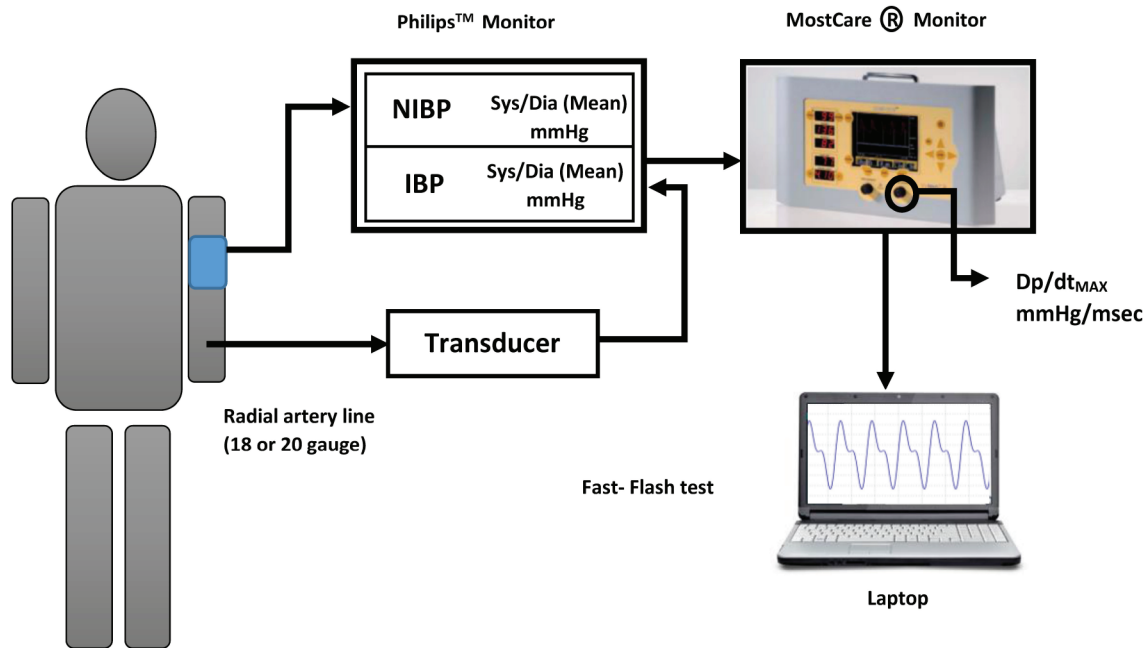 Philips™ Monitor
MostCare Ⓡ Monitor
NIBP
Sys/Dia (Mean)
mmHg
IBP
Sys/Dia (Mean)
mmHg
Transducer
Dp/dtMAX
mmHg/msec
Radial artery line
(18 or 20 gauge)
Fast- Flash test
Laptop